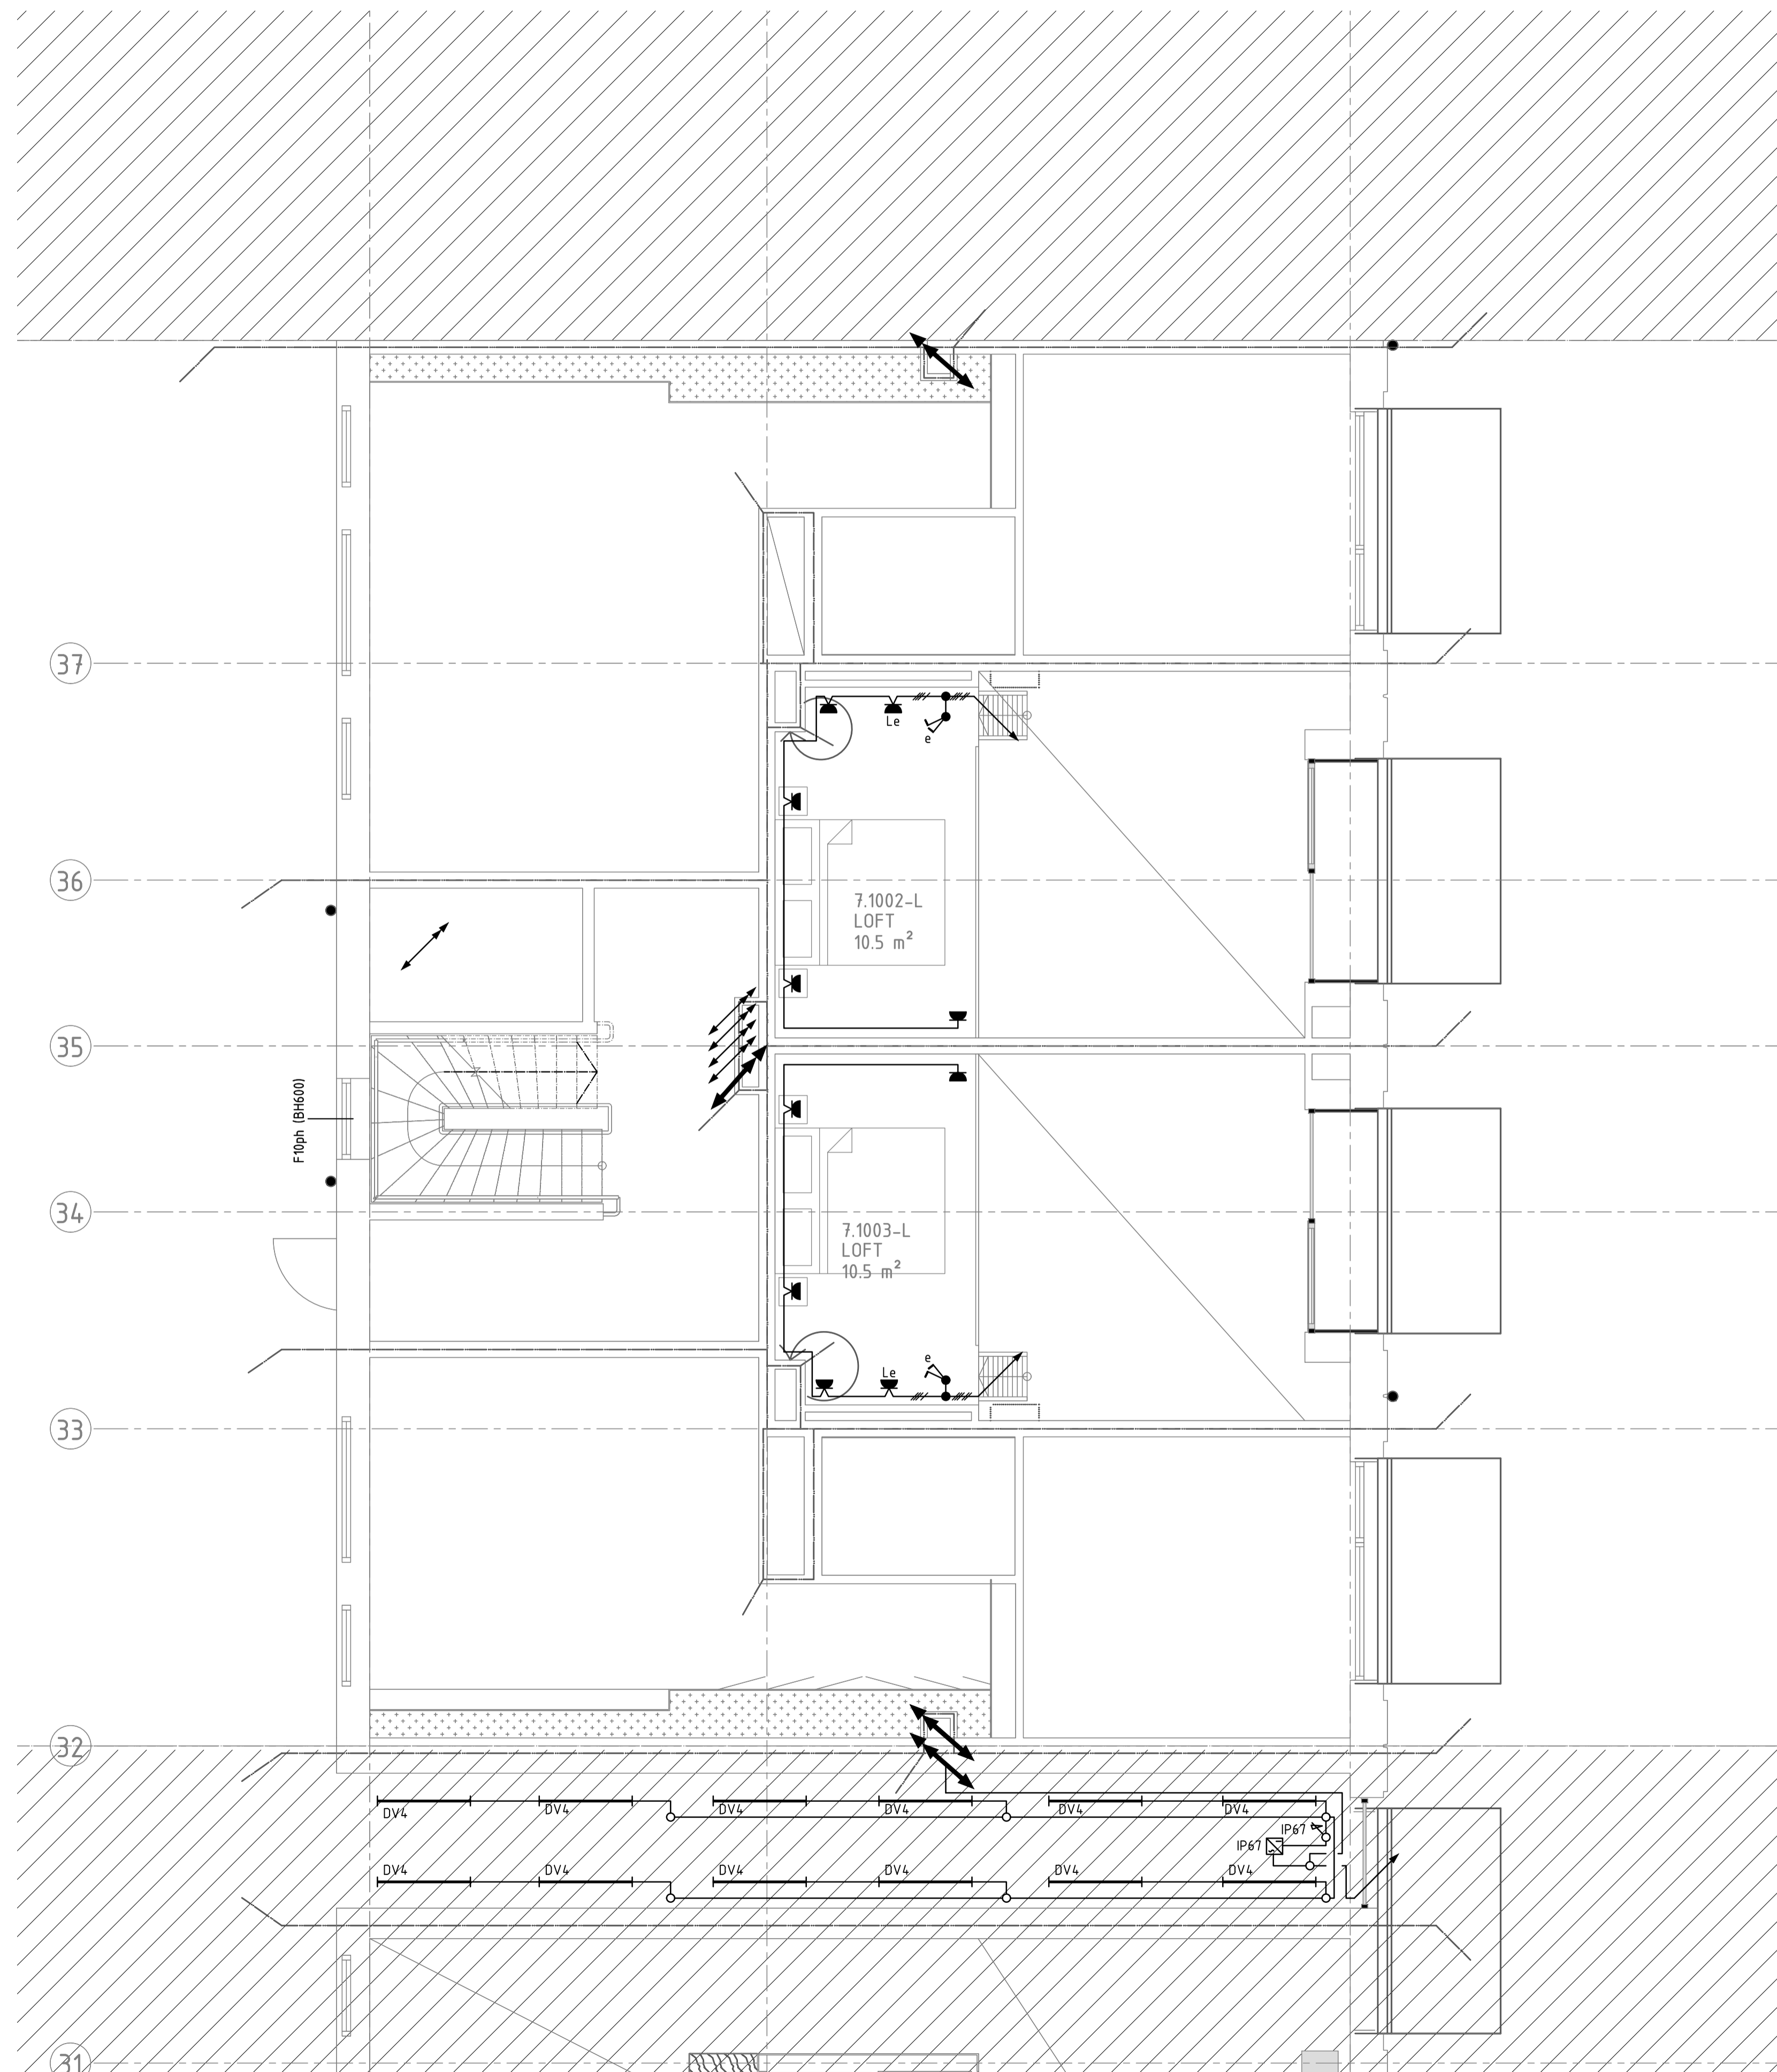 37
Le
e
36
7.1002-L
LOFT
10.5 m²
35
F10ph (BH600)
34
7.1003-L
LOFT
10.5 m²
e
Le
33
32
DV4
DV4
DV4
DV4
DV4
DV4
IP67
IP67
DV4
DV4
DV4
DV4
DV4
DV4
31